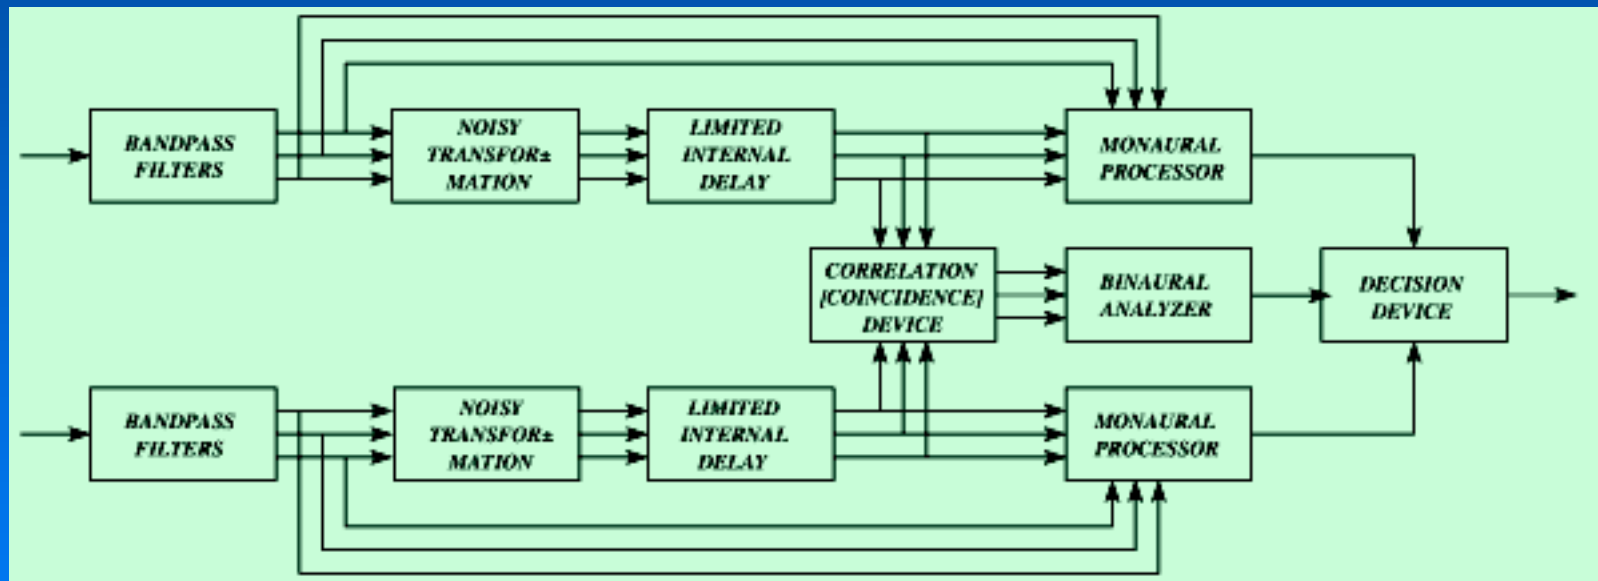 BANDPASS
FILTERS
NOISY
TRANSFOR±
MATION
LIMITED
INTERNAL
DELAY
MONAURAL
PROCESSOR
CORRELATION
[COINCIDENCE]
DEVICE
BINAURAL
ANALYZER
DECISION
DEVICE
BANDPASS
FILTERS
NOISY
TRANSFOR±
MATION
LIMITED
INTERNAL
DELAY
MONAURAL
PROCESSOR